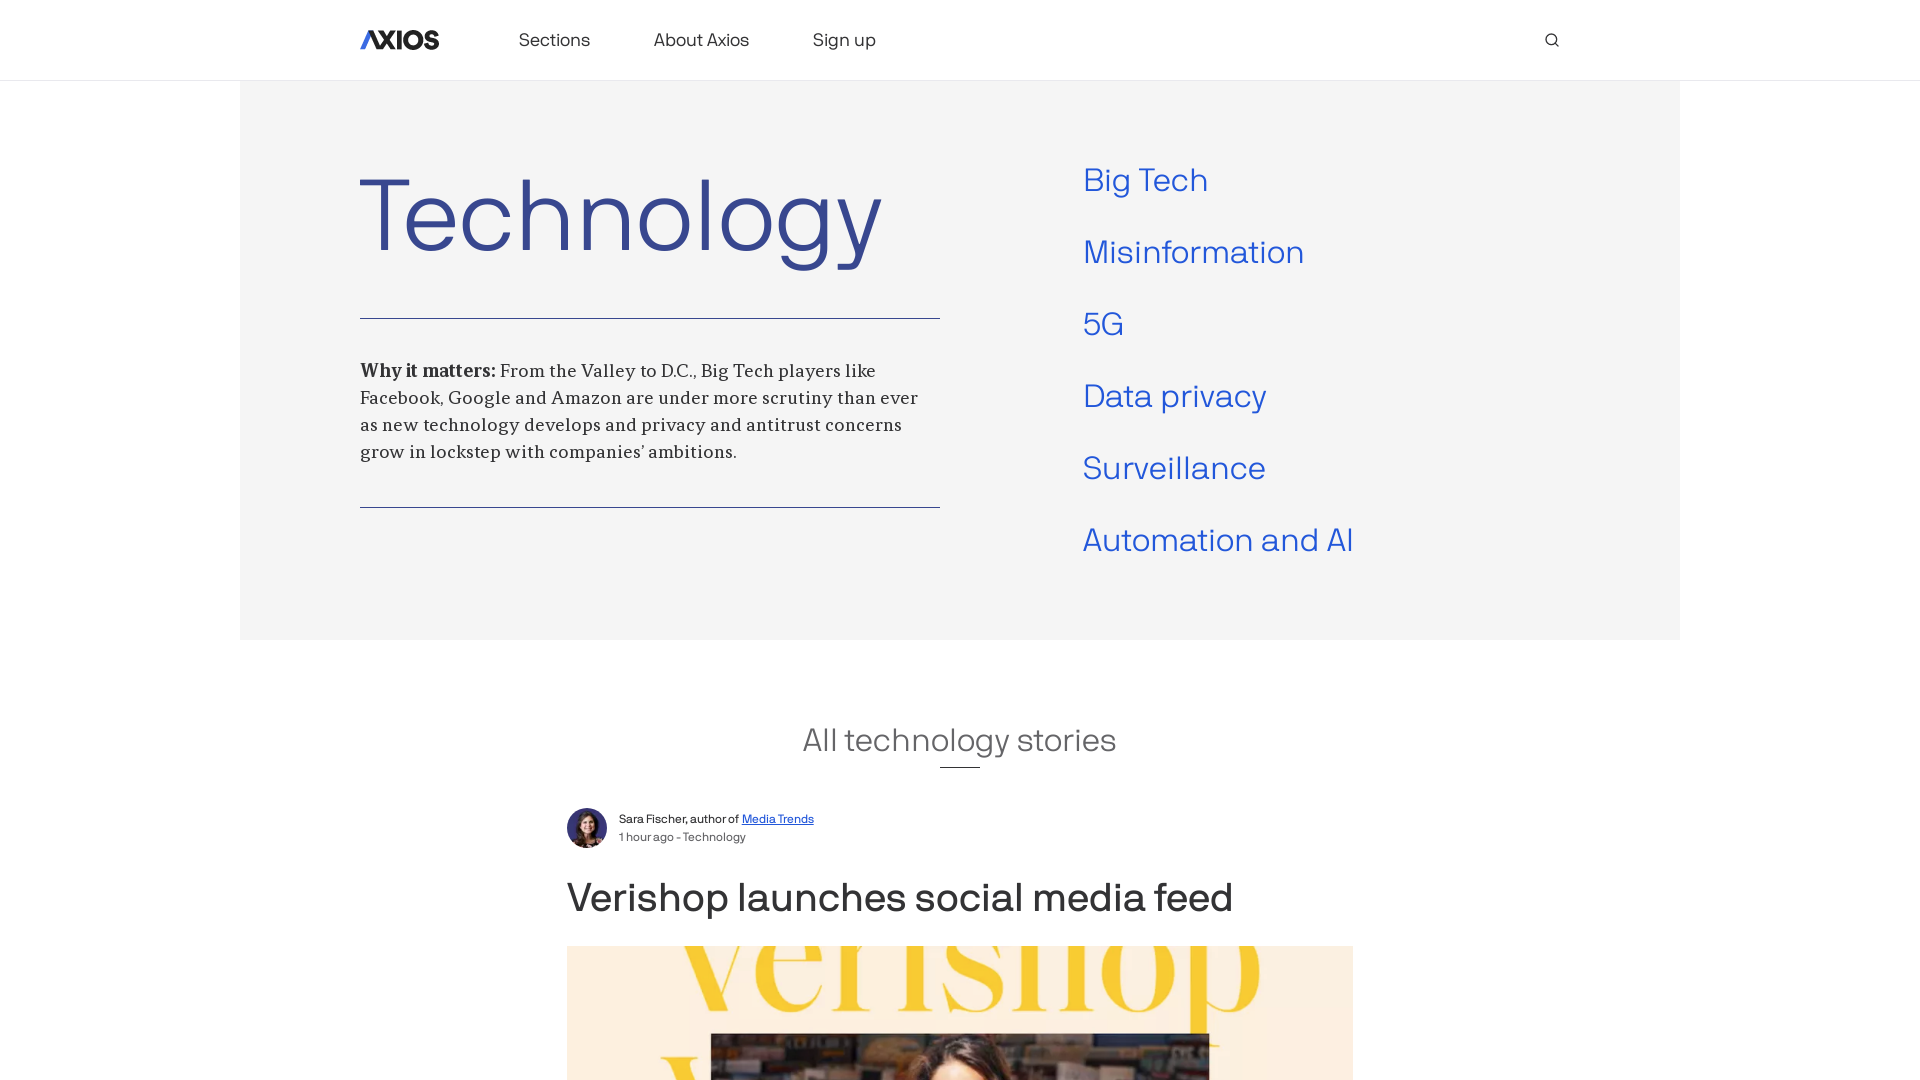 AXIOS
Sections
About Axios
Sign up
Technology
Why it matters: From the Valley to D.C., Big Tech players like
Facebook, Google and Amazon are under more scrutiny than ever
as new technology develops and privacy and antitrust concerns
grow in lockstep with companies’ ambitions.
Big Tech
Misinformation
5G
Data privacy
Surveillance
Automation and AI
All technology stories
Sara Fischer, author of Media Trends
1 hour ago - Technology
Verishop launches social media feed
verishop